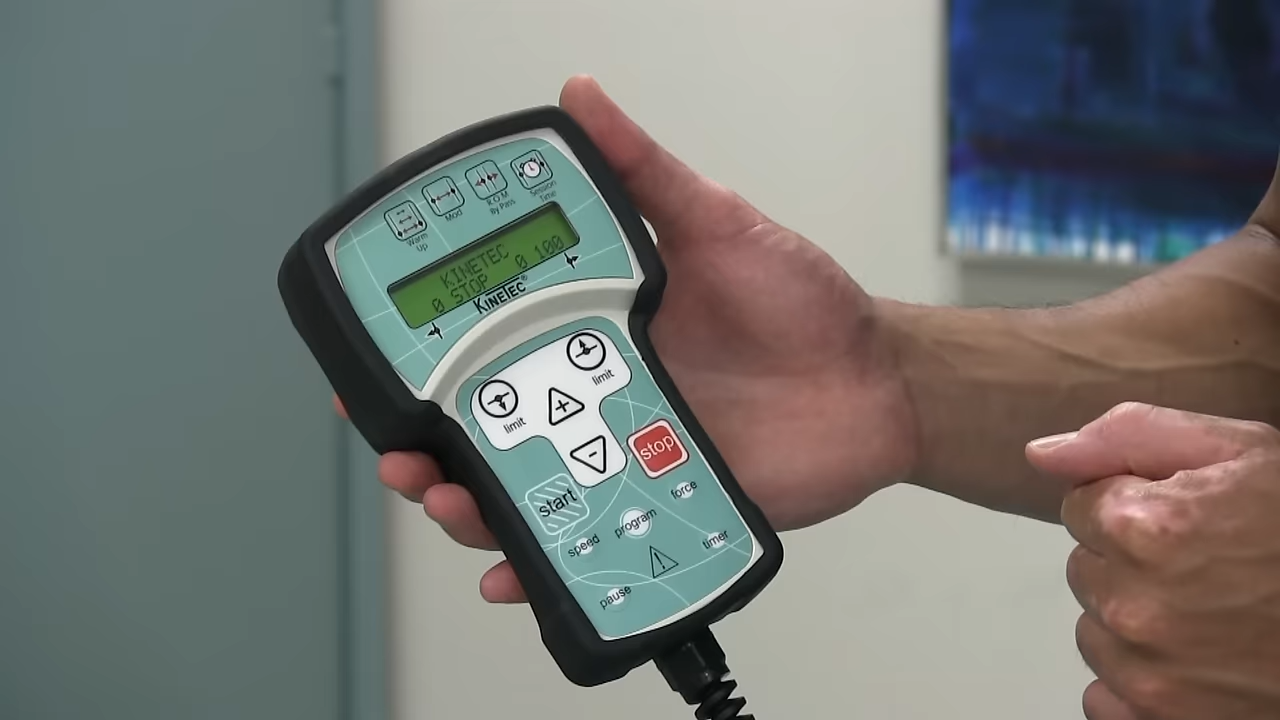 Warm Up
Mod
R.O.M By Pass
Session Time
KINETEC
0 STOP 0 100
KINETEC®
limit
limit
+
-
stop
start
force
program
speed
timer
pause